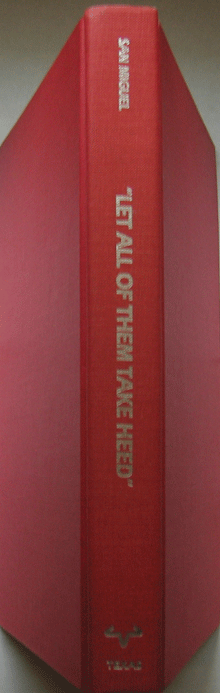 SAN MIGUEL
"LET ALL OF THEM TAKE HEED"
TEXAS